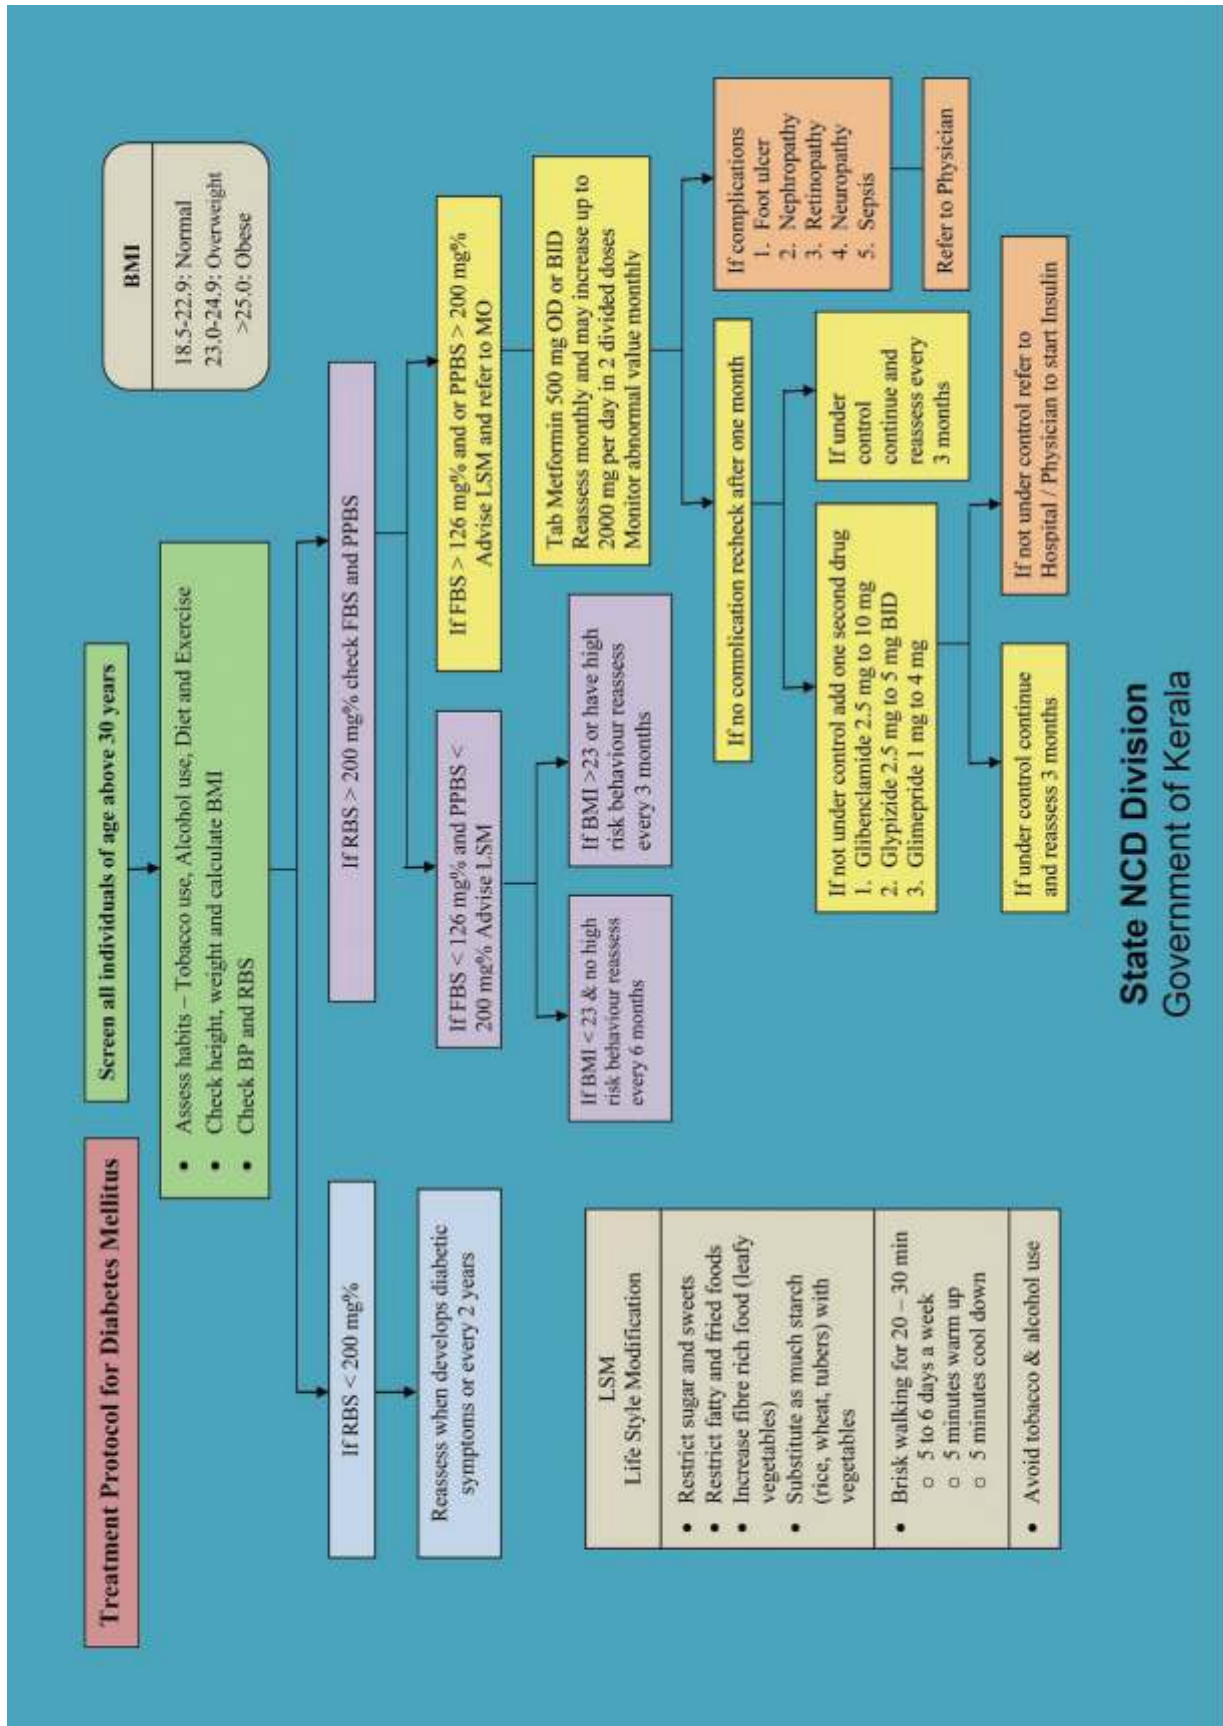 Treatment Protocol for Diabetes Mellitus
Screen all individuals of age above 30 years
BMI
18.5-22.9: Normal
23.0-24.9: Overweight
>25.0: Obese
● Assess habits – Tobacco use, Alcohol use, Diet and Exercise
● Check height, weight and calculate BMI
● Check BP and RBS
If RBS < 200 mg%
Reassess when develops diabetic
symptoms or every 2 years
If RBS > 200 mg% check FBS and PPBS
If FBS < 126 mg% and PPBS <
200 mg% Advise LSM
If BMI < 23 & no high
risk behaviour reassess
every 6 months
If BMI >23 or have high
risk behaviour reassess
every 3 months
If FBS > 126 mg% and or PPBS > 200 mg%
Advise LSM and refer to MO
Tab Metformin 500 mg OD or BID
Reassess monthly and may increase up to
2000 mg per day in 2 divided doses
Monitor abnormal value monthly
If no complication recheck after one month
If complications
1. Foot ulcer
2. Nephropathy
3. Retinopathy
4. Neuropathy
5. Sepsis
Refer to Physician
If not under control add one second drug
1. Glibenclamide 2.5 mg to 10 mg
2. Glypizide 2.5 mg to 5 mg BID
3. Glimepride 1 mg to 4 mg
If under
control
continue and
reassess every
3 months
If under control continue
and reassess 3 months
If not under control refer to
Hospital / Physician to start Insulin
LSM
Life Style Modification
● Restrict sugar and sweets
● Restrict fatty and fried foods
● Increase fibre rich food (leafy
vegetables)
● Substitute as much starch
(rice, wheat, tubers) with
vegetables
● Brisk walking for 20 – 30 min
○ 5 to 6 days a week
○ 5 minutes warm up
○ 5 minutes cool down
● Avoid tobacco & alcohol use
State NCD Division
Government of Kerala